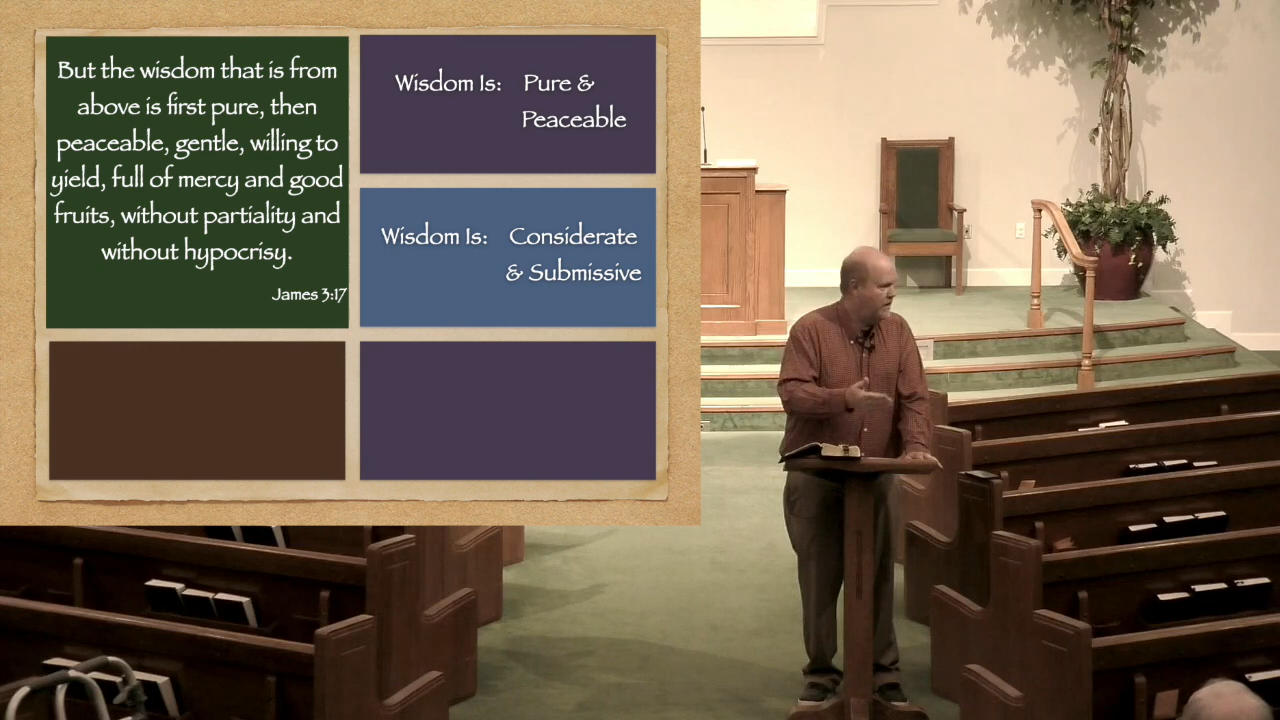 But the wisdom that is from
above is first pure, then
peaceable, gentle, willing to
yield, full of mercy and good
fruits, without partiality and
without hypocrisy.
James 3:17
Wisdom Is: Pure &
Peaceable
Wisdom Is: Considerate
& Submissive